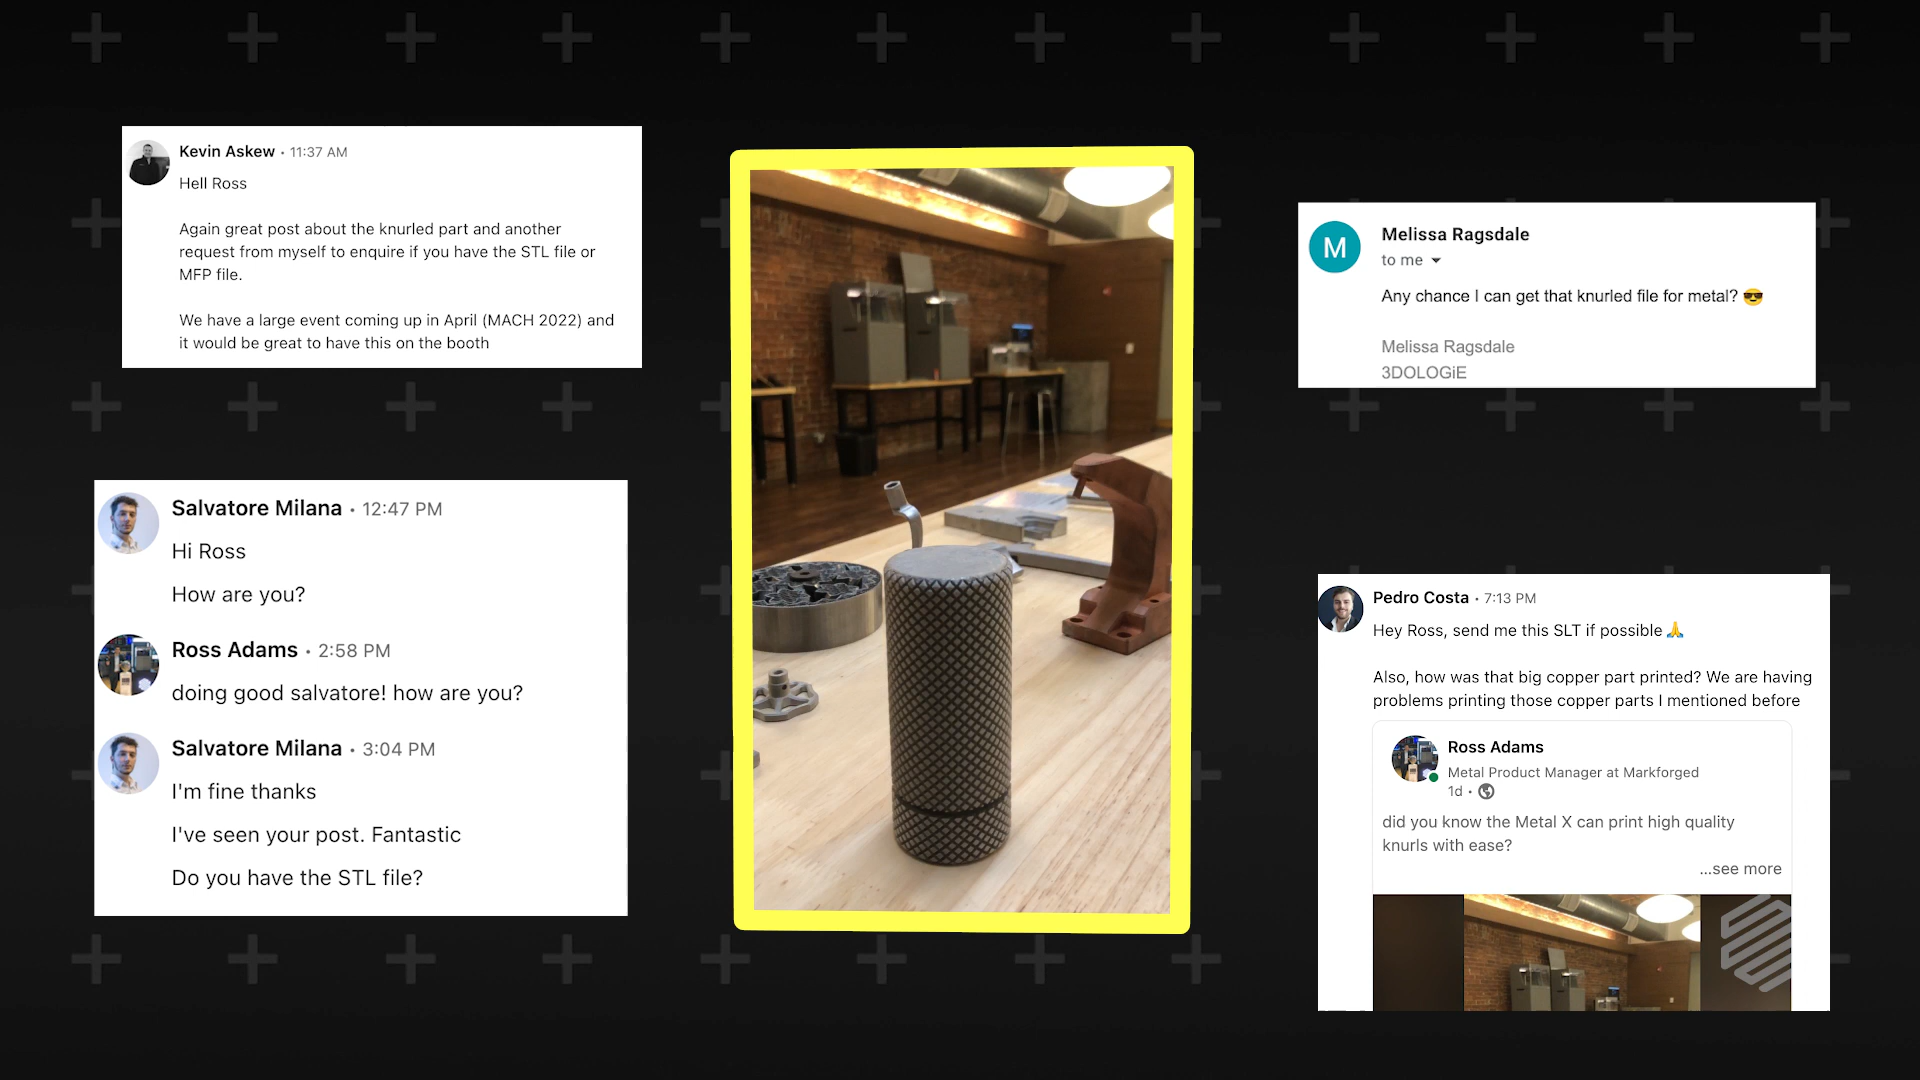 Kevin Askew • 11:37 AM
Hell Ross
Again great post about the knurled part and another
request from myself to enquire if you have the STL file or
MFP file.
We have a large event coming up in April (MACH 2022) and
it would be great to have this on the booth
Salvatore Milana • 12:47 PM
Hi Ross
How are you?
Ross Adams • 2:58 PM
doing good salvatore! how are you?
Salvatore Milana • 3:04 PM
I'm fine thanks
I've seen your post. Fantastic
Do you have the STL file?
M
Melissa Ragsdale
to me
Any chance I can get that knurled file for metal? 😎
Melissa Ragsdale
3DOLOGiE
Pedro Costa • 7:13 PM
Hey Ross, send me this SLT if possible 🙏
Also, how was that big copper part printed? We are having
problems printing those copper parts I mentioned before
Ross Adams
Metal Product Manager at Markforged
1d •
did you know the Metal X can print high quality
knurls with ease?
...see more